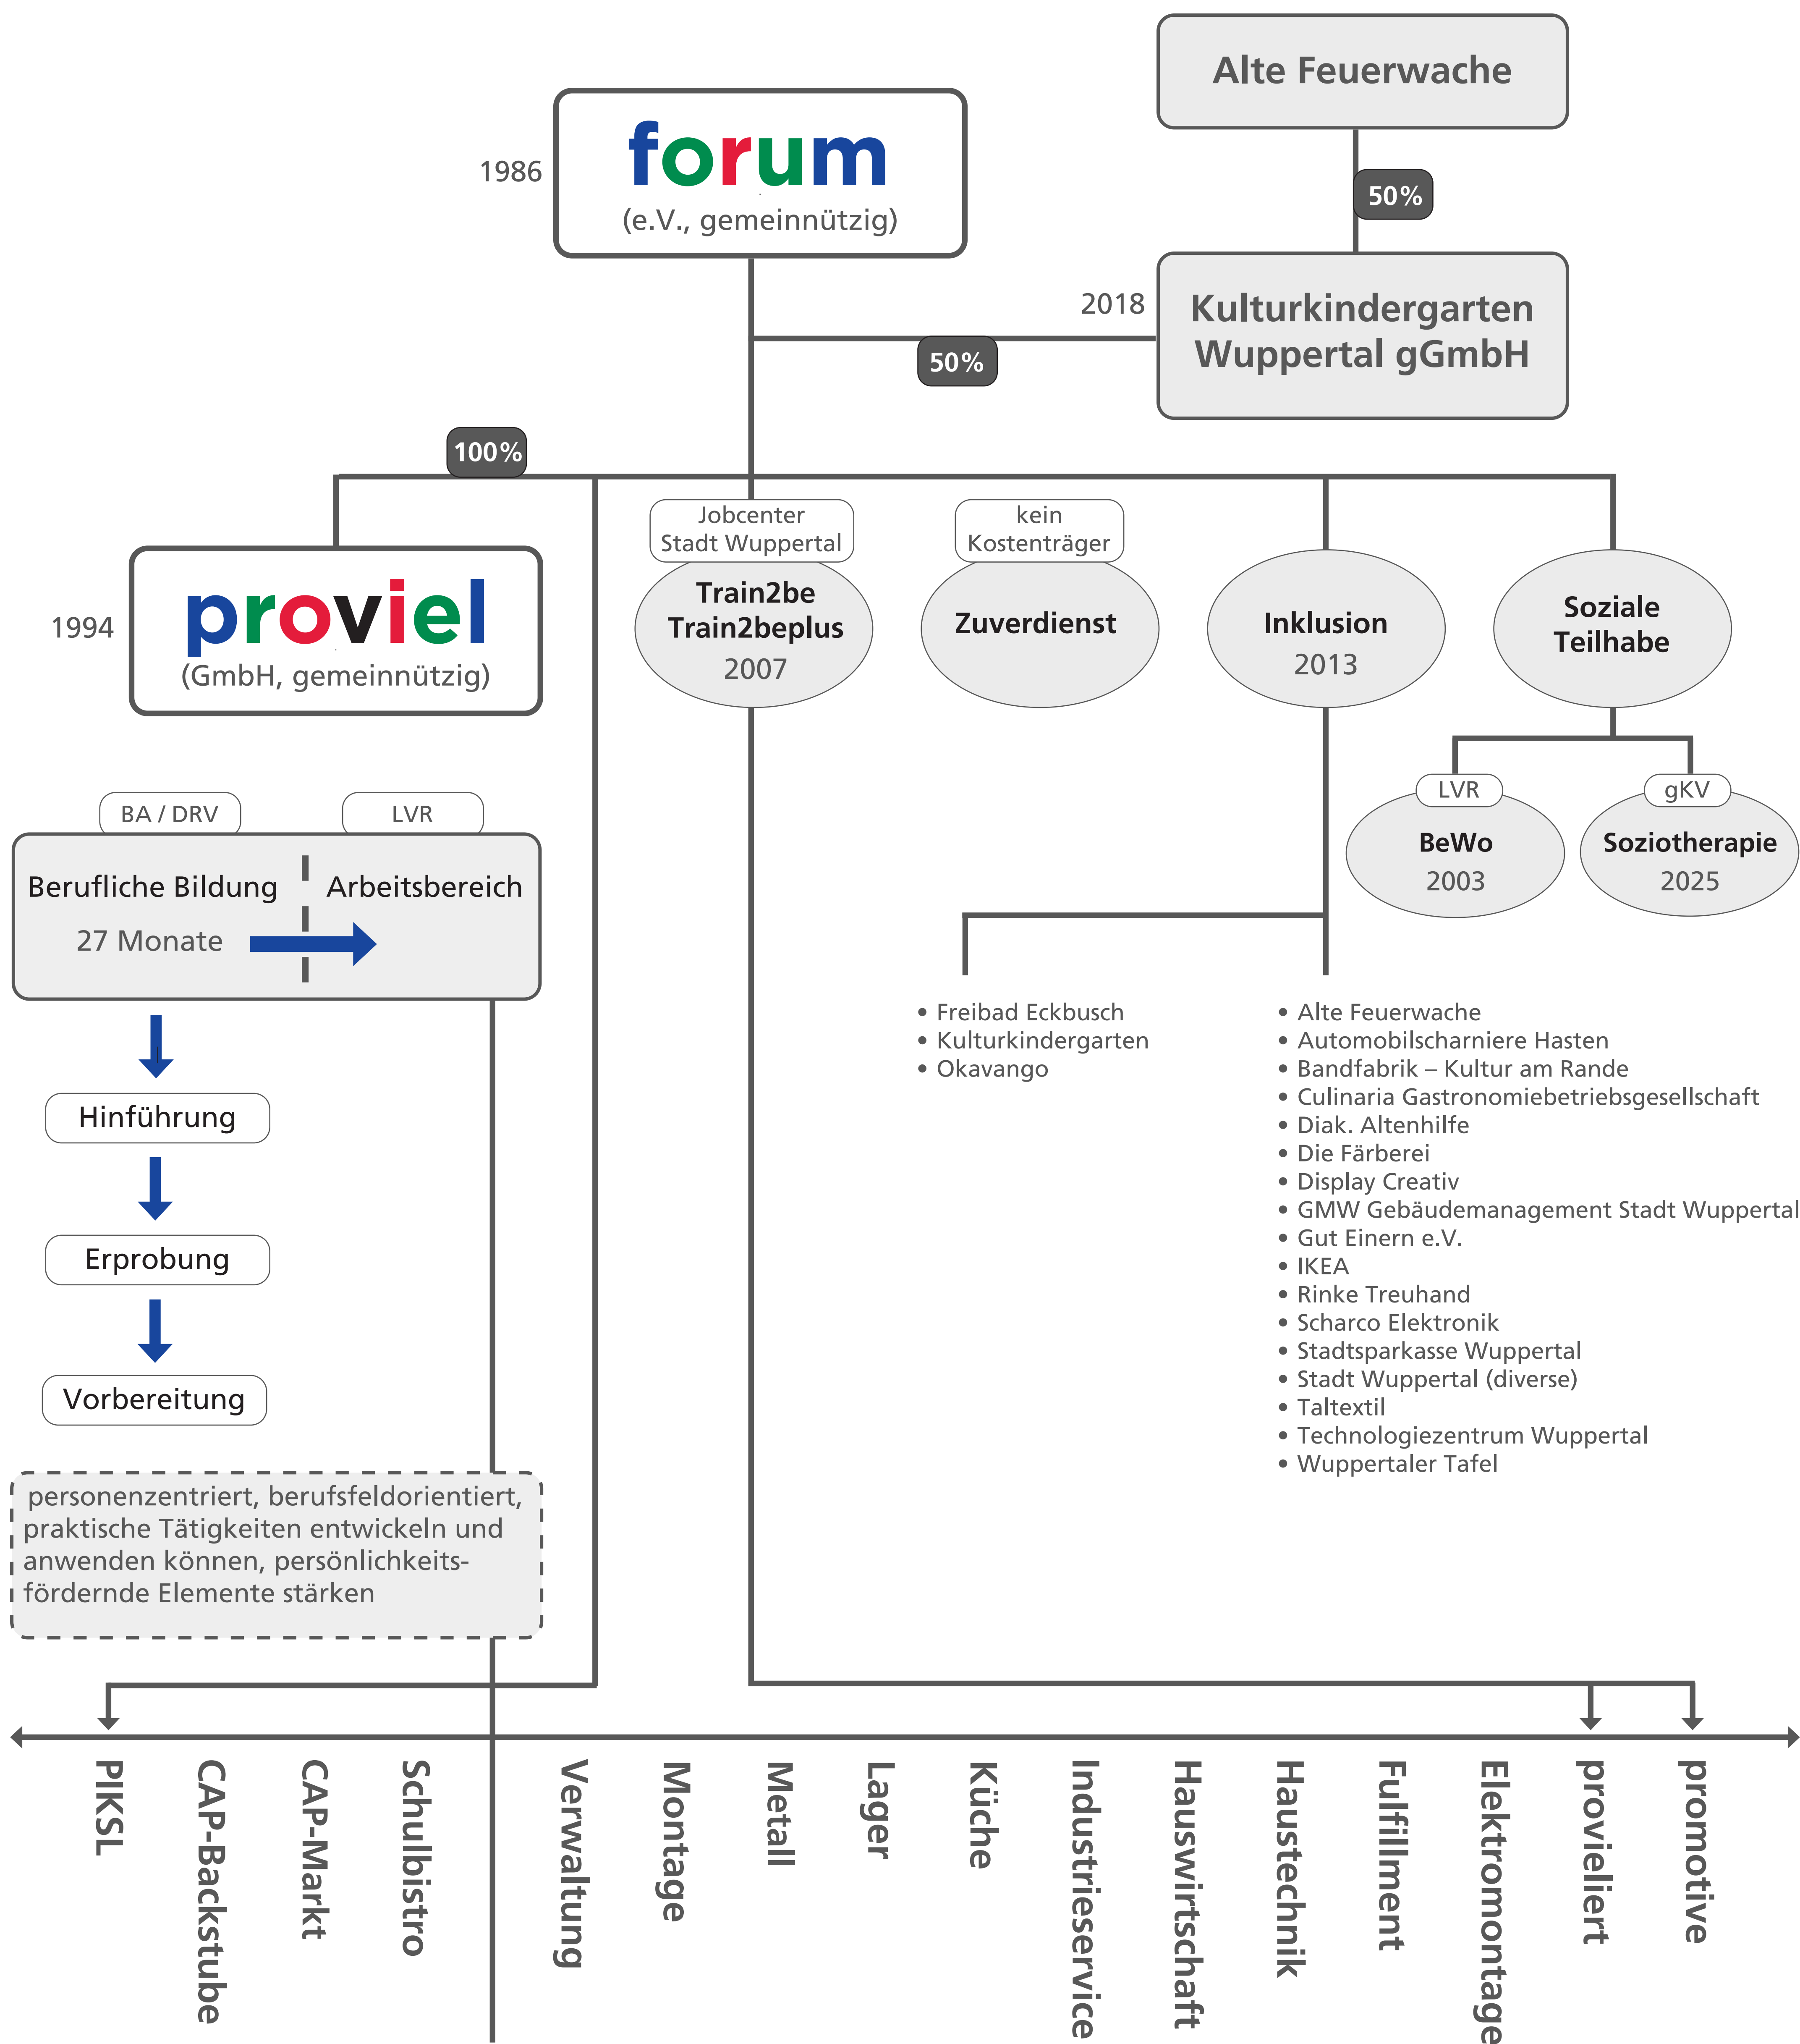 Alte Feuerwache
1986
forum
(e.V., gemeinnützig)
50%
2018
Kulturkindergarten
Wuppertal gGmbH
50%
100%
1994
proviel
(GmbH, gemeinnützig)
Jobcenter
Stadt Wuppertal
Train2be
Train2beplus
2007
kein
Kostenträger
Zuverdienst
Inklusion
2013
Soziale
Teilhabe
LVR
BeWo
2003
gKV
Soziotherapie
2025
BA / DRV
LVR
Berufliche Bildung
27 Monate
Arbeitsbereich
Hinführung
Erprobung
Vorbereitung
personenzentriert, berufsfeldorientiert,
praktische Tätigkeiten entwickeln und
anwenden können, persönlichkeits-
fördernde Elemente stärken
• Freibad Eckbusch
• Kulturkindergarten
• Okavango
• Alte Feuerwache
• Automobilscharniere Hasten
• Bandfabrik – Kultur am Rande
• Culinaria Gastronomiebetriebsgesellschaft
• Diak. Altenhilfe
• Die Färberei
• Display Creativ
• GMW Gebäudemanagement Stadt Wuppertal
• Gut Einern e.V.
• IKEA
• Rinke Treuhand
• Scharco Elektronik
• Stadtsparkasse Wuppertal
• Stadt Wuppertal (diverse)
• Taltextil
• Technologiezentrum Wuppertal
• Wuppertaler Tafel
PIKSL
CAP-Backstube
CAP-Markt
Schulbistro
Verwaltung
Montage
Metall
Lager
Küche
Industrieservice
Hauswirtschaft
Haustechnik
Fulfillment
Elektromontage
provieliert
promotive